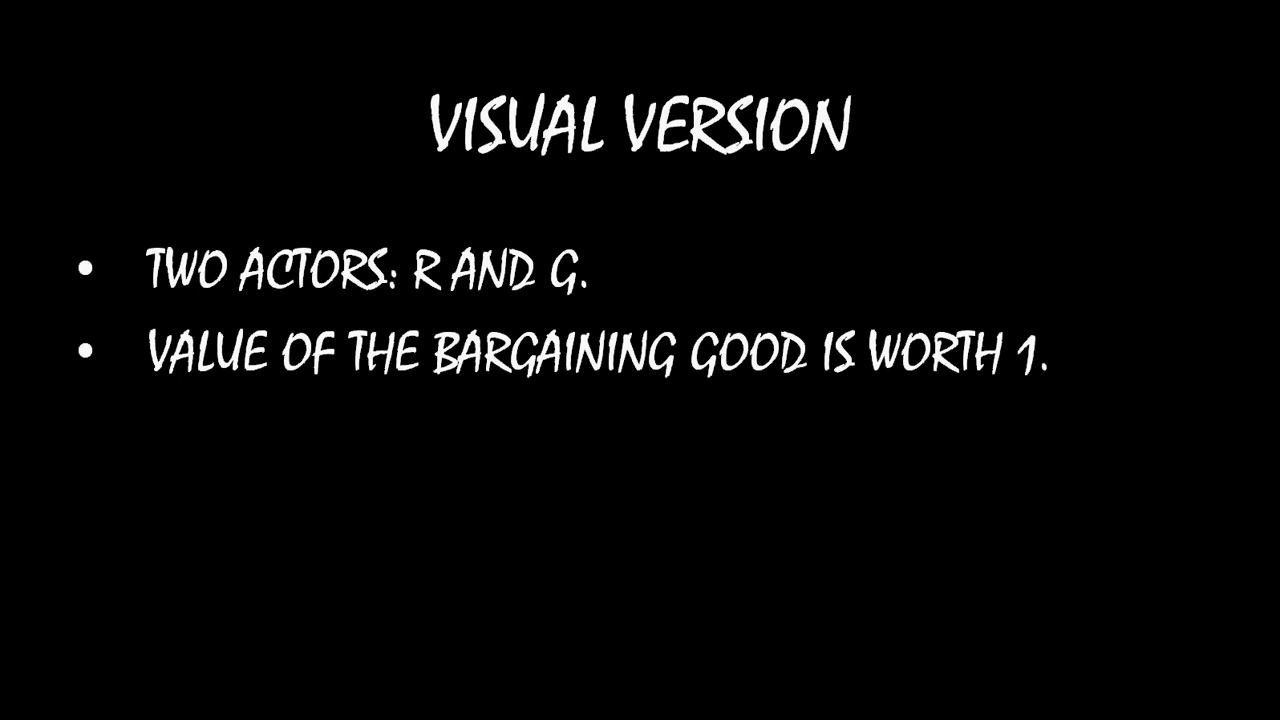 VISUAL VERSION
• TWO ACTORS: R AND G.
• VALUE OF THE BARGAINING GOOD IS WORTH 1.